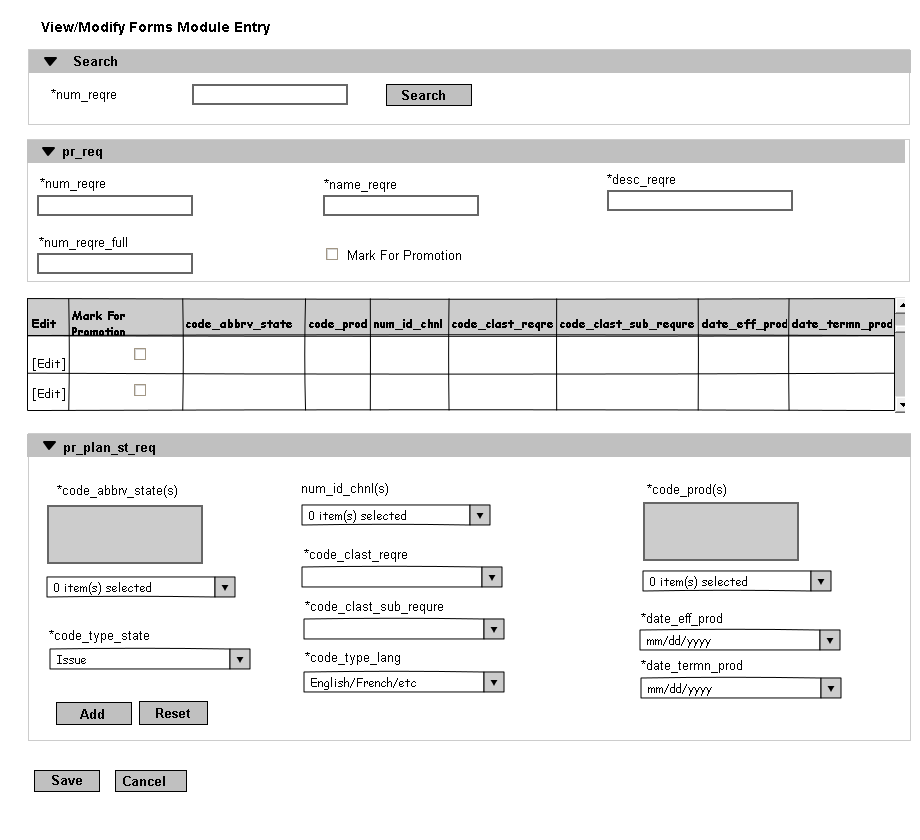 View/Modify Forms Module Entry
Search
*num_reqre
Search
pr_req
*num_reqre
*name_reqre
*desc_reqre
*num_reqre_full
Mark For Promotion
Edit Mark For Promotion code_abbrv_state code_prod num_id_chnl code_clast_reqre code_clast_sub_requre date_eff_prod date_termn_prod
[Edit]
[Edit]
pr_plan_st_req
*code_abbrv_state(s)
num_id_chnl(s)
*code_prod(s)
0 item(s) selected
*code_clast_reqre
0 item(s) selected
0 item(s) selected
*code_clast_sub_requre
*date_eff_prod
*code_type_state
mm/dd/yyyy
Issue
*code_type_lang
*date_termn_prod
English/French/etc
mm/dd/yyyy
Add
Reset
Save
Cancel